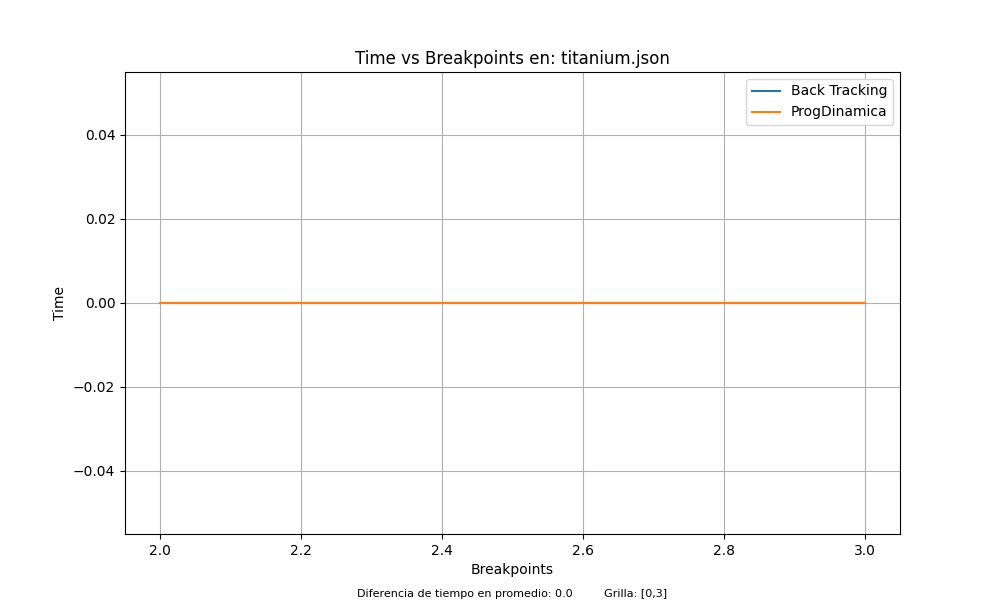 Time vs Breakpoints en: titanium.json
Back Tracking
ProgDinamica
0.04
0.02
0.00
−0.02
−0.04
Time
2.0 2.2 2.4 2.6 2.8 3.0
Breakpoints
Diferencia de tiempo en promedio: 0.0 Grilla: [0,3]